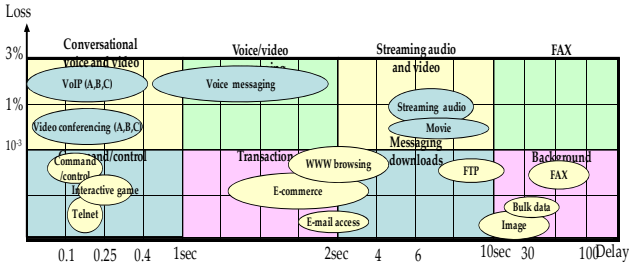 Loss
3%
Conversational
voice and video
Voice/video
Streaming audio
and video
FAX
VoIP (A,B,C)
Voice messaging
1%
Streaming audio
Movie
Video conferencing (A,B,C)
10-3
Command/control
Transaction
Messaging
downloads
Background
Command
/control
WWW browsing
FTP
FAX
Interactive game
E-commerce
Telnet
E-mail access
Bulk data
Image
0.1 0.25 0.4 1sec 2sec 4 6 10sec 30 100 Delay